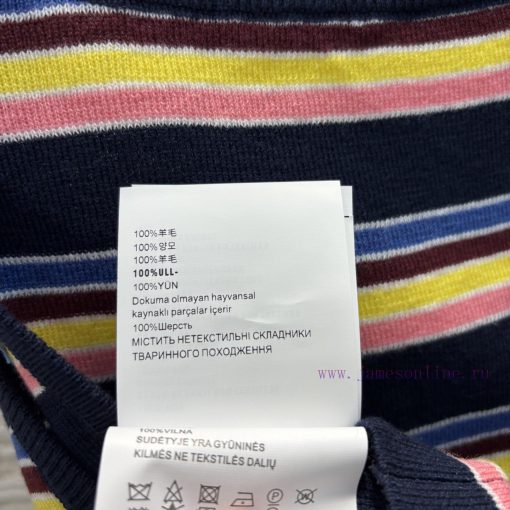 100%羊毛
100%양모
100%羊毛
100%ULL-
100%YÜN
Dokuma olmayan hayvansal
kaynaklı parçalar içerir
100%Шерсть
МІСТИТЬ НЕТЕКСТИЛЬНІ СКЛАДНИКИ
ТВАРИННОГО ПОХОДЖЕННЯ
www.jamesonline.ru
100%VILNA
SUDĖTYJE YRA GYŪNINĖS
KILMĖS NE TEKSTILĖS DALIŲ